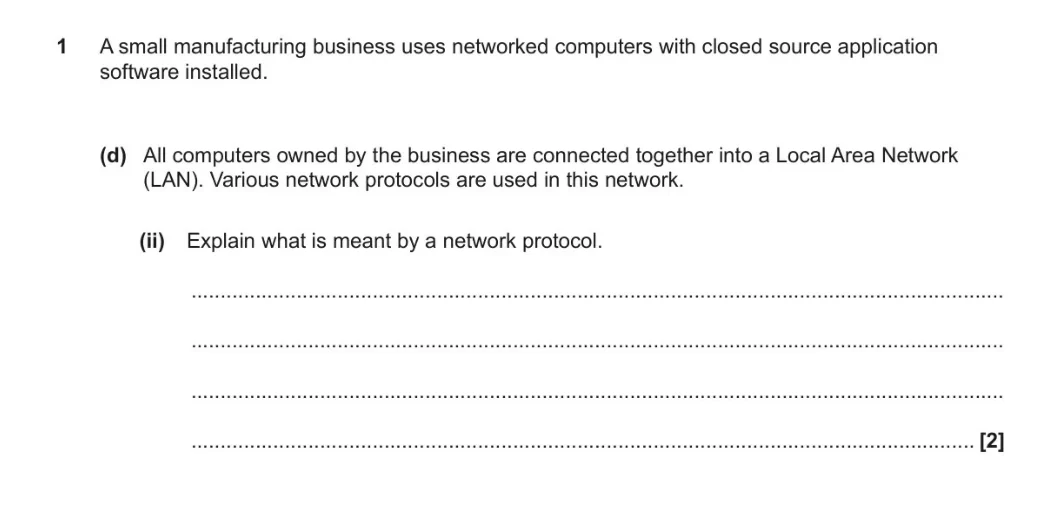 1 A small manufacturing business uses networked computers with closed source application
software installed.
(d) All computers owned by the business are connected together into a Local Area Network
(LAN). Various network protocols are used in this network.
(ii) Explain what is meant by a network protocol.
..........................................................................................................................................
..........................................................................................................................................
..........................................................................................................................................
..................................................................................................................................... [2]